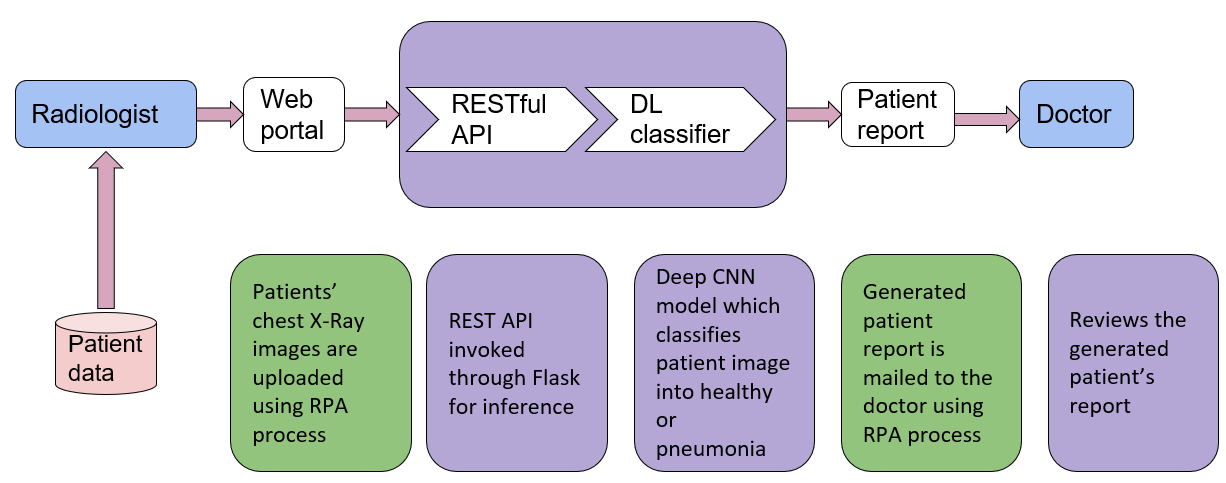 Radiologist
Web
portal
RESTful
API
DL
classifier
Patient
report
Doctor
Patient
data
Patients’
chest X-Ray
images are
uploaded
using RPA
process
REST API
invoked
through Flask
for inference
Deep CNN
model which
classifies
patient image
into healthy
or
pneumonia
Generated
patient
report is
mailed to the
doctor using
RPA process
Reviews the
generated
patient’s
report